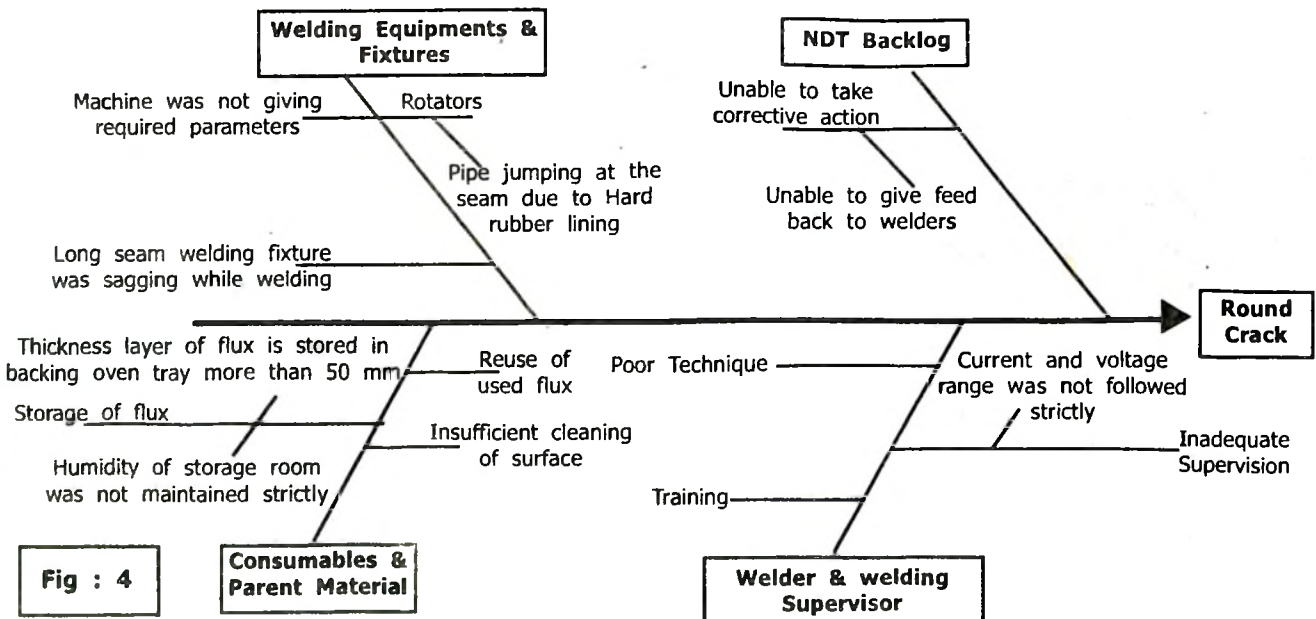 Welding Equipments &
Fixtures
NDT Backlog
Machine was not giving
required parameters
Rotators
Unable to take
corrective action
Pipe jumping at the
seam due to Hard
rubber lining
Unable to give feed
back to welders
Long seam welding fixture
was sagging while welding
Round
Crack
Thickness layer of flux is stored in
backing oven tray more than 50 mm
Reuse of
used flux
Poor Technique
Current and voltage
range was not followed
strictly
Storage of flux
Insufficient cleaning
of surface
Inadequate
Supervision
Humidity of storage room
was not maintained strictly
Training
Fig : 4
Consumables &
Parent Material
Welder & welding
Supervisor